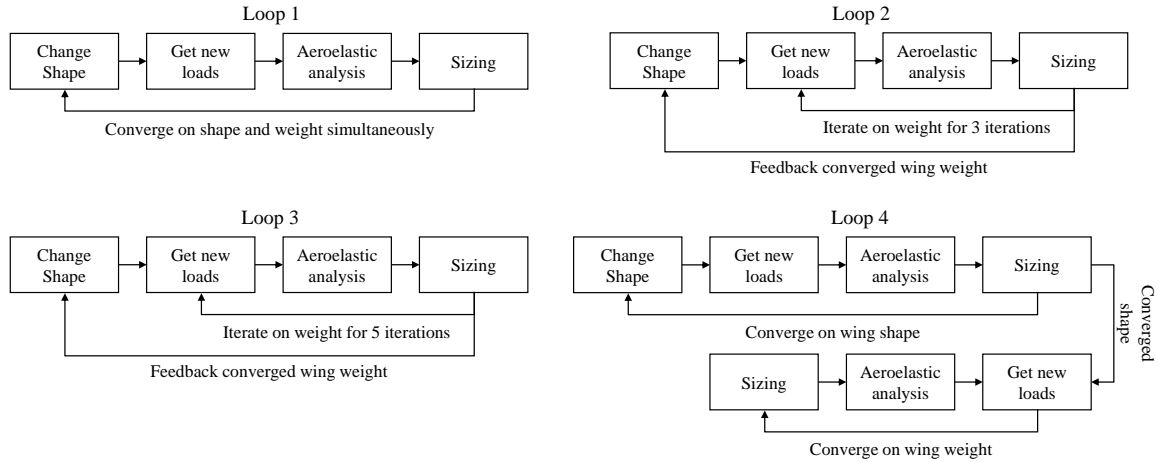 Loop 1
Change
Shape
Get new
loads
Aeroelastic
analysis
Sizing
Converge on shape and weight simultaneously
Loop 2
Change
Shape
Get new
loads
Aeroelastic
analysis
Sizing
Iterate on weight for 3 iterations
Feedback converged wing weight
Loop 3
Change
Shape
Get new
loads
Aeroelastic
analysis
Sizing
Iterate on weight for 5 iterations
Feedback converged wing weight
Loop 4
Change
Shape
Get new
loads
Aeroelastic
analysis
Sizing
Converge on wing shape
Converged
shape
Sizing
Aeroelastic
analysis
Get new
loads
Converge on wing weight